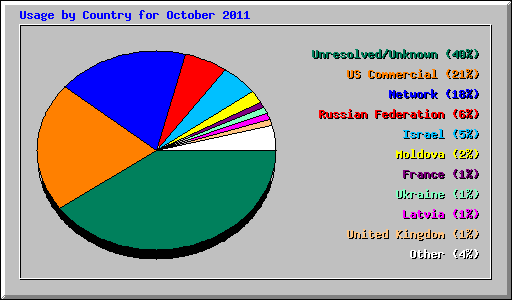 Usage by Country for October 2011
Unresolved/Unknown (40%)
US Commercial (21%)
Network (18%)
Russian Federation (6%)
Israel (5%)
Moldova (2%)
France (1%)
Ukraine (1%)
Latvia (1%)
United Kingdom (1%)
Other (4%)